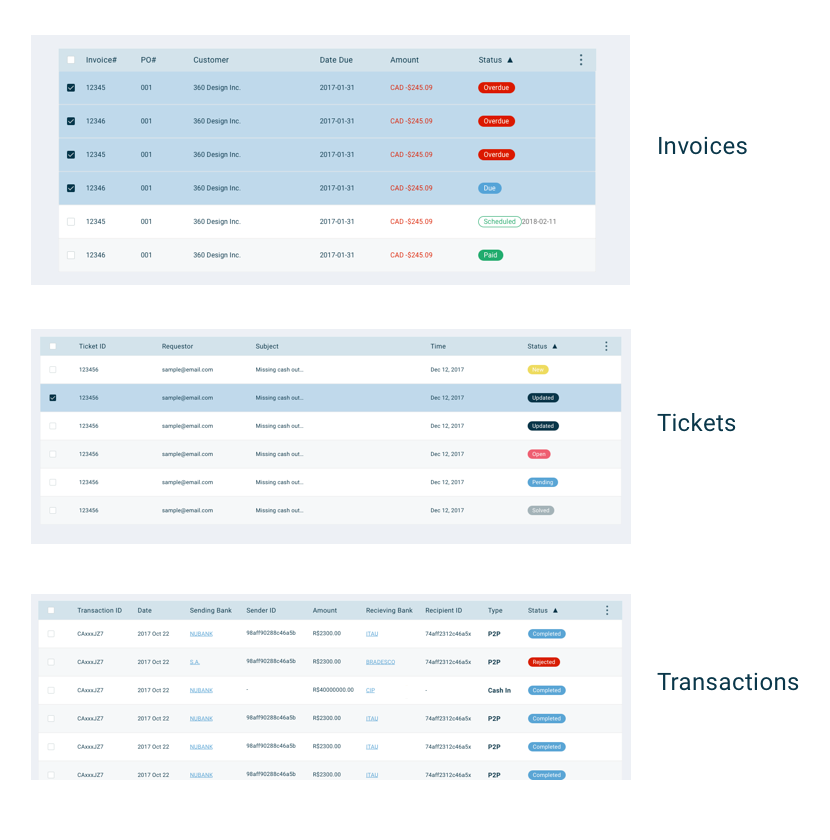 Invoice# PO# Customer Date Due Amount Status ▲
12345 001 360 Design Inc. 2017-01-31 CAD -$245.09 Overdue
12346 001 360 Design Inc. 2017-01-31 CAD -$245.09 Overdue
12345 001 360 Design Inc. 2017-01-31 CAD -$245.09 Overdue
12346 001 360 Design Inc. 2017-01-31 CAD -$245.09 Due
12345 001 360 Design Inc. 2017-01-31 CAD -$245.09 Scheduled 2018-02-11
12346 001 360 Design Inc. 2017-01-31 CAD -$245.09 Paid
Invoices
Ticket ID Requestor Subject Time Status ▲
123456 sample@email.com Missing cash out... Dec 12, 2017 New
123456 sample@email.com Missing cash out... Dec 12, 2017 Updated
123456 sample@email.com Missing cash out... Dec 12, 2017 Updated
123456 sample@email.com Missing cash out... Dec 12, 2017 Open
123456 sample@email.com Missing cash out... Dec 12, 2017 Pending
123456 sample@email.com Missing cash out... Dec 12, 2017 Solved
Tickets
Transaction ID Date Sending Bank Sender ID Amount Recieving Bank Recipient ID Type Status ▲
CAxxxJZ7 2017 Oct 22 NUBANK 98aff90288c46a5b R$2300.00 ITAU 74aff2312c46a5x P2P Completed
CAxxxJZ7 2017 Oct 22 S.A. 98aff90288c46a5b R$2300.00 BRADESCO 74aff2312c46a5x P2P Rejected
CAxxxJZ7 2017 Oct 22 NUBANK - R$40000000.00 CIP - Cash In Completed
CAxxxJZ7 2017 Oct 22 NUBANK 98aff90288c46a5b R$2300.00 ITAU 74aff2312c46a5x P2P Completed
CAxxxJZ7 2017 Oct 22 NUBANK 98aff90288c46a5b R$2300.00 ITAU 74aff2312c46a5x P2P Completed
CAxxxJZ7 2017 Oct 22 NUBANK 98aff90288c46a5b R$2300.00 ITAU 74aff2312c46a5x P2P Completed
Transactions